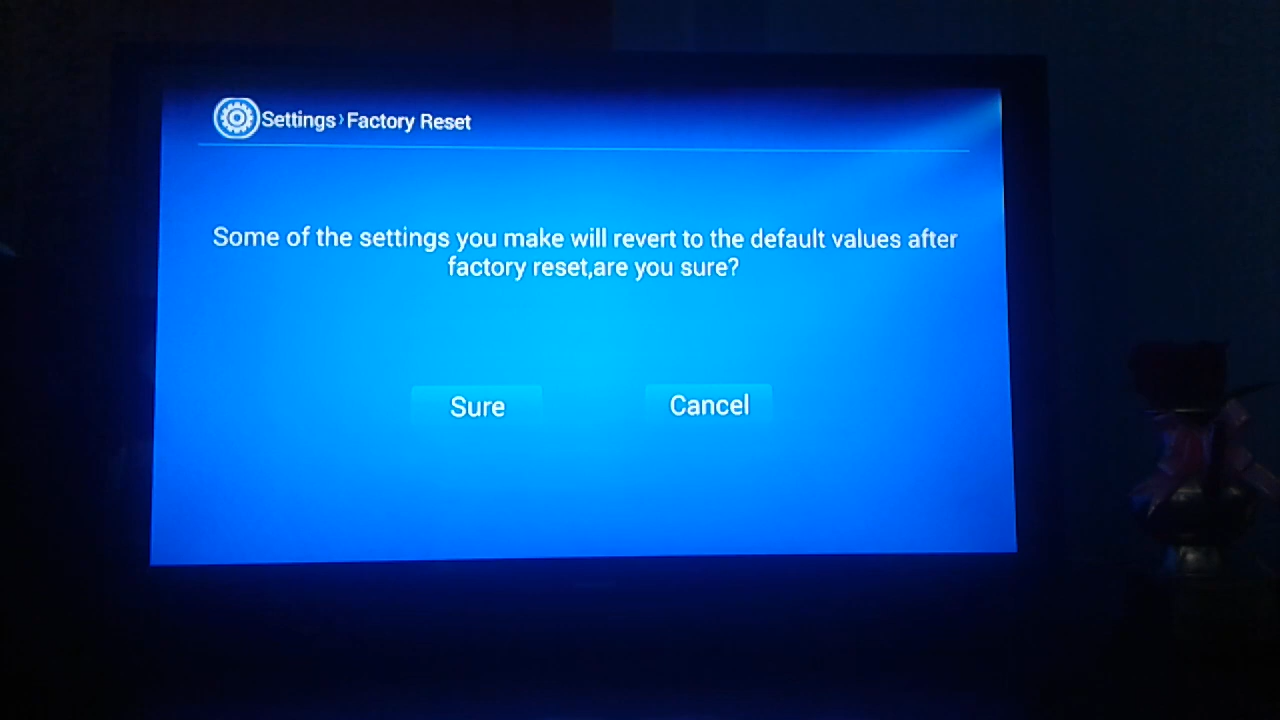 Settings › Factory Reset
Some of the settings you make will revert to the default values after
factory reset,are you sure?
Sure Cancel